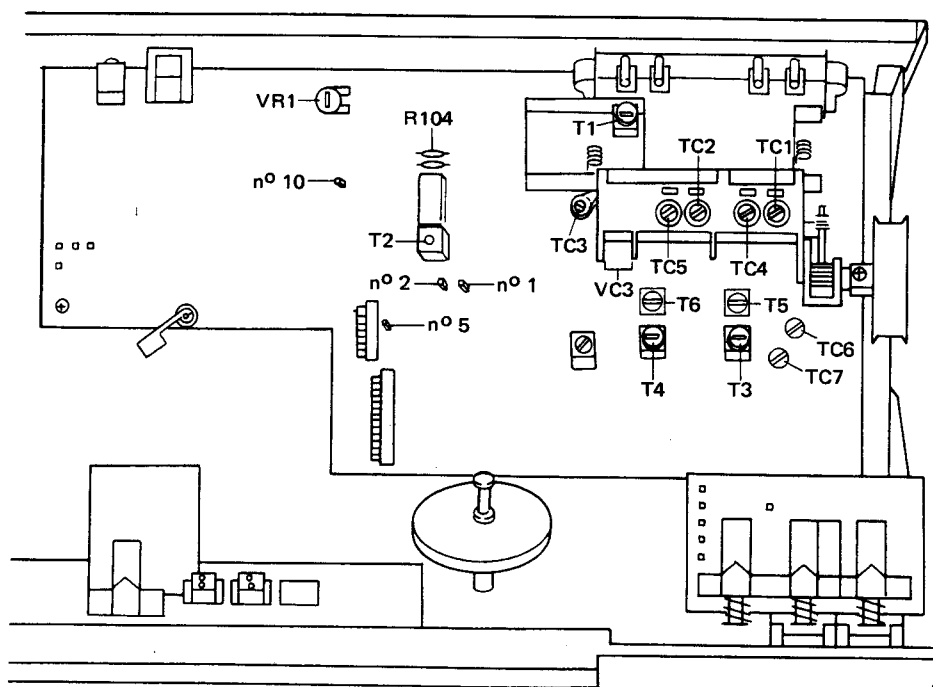 VR1
R104
T1
TC2
TC1
nº 10
T2
TC3
TC5
TC4
nº 2
nº 1
VC3
T6
T5
nº 5
TC6
TC7
T4
T3